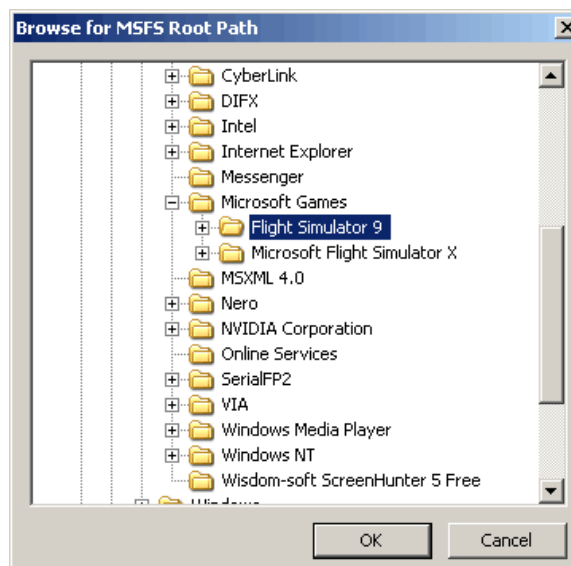 Browse for MSFS Root Path
CyberLink
DIFX
Intel
Internet Explorer
Messenger
Microsoft Games
Flight Simulator 9
Microsoft Flight Simulator X
MSXML 4.0
Nero
NVIDIA Corporation
Online Services
SerialFP2
VIA
Windows Media Player
Windows NT
Wisdom-soft ScreenHunter 5 Free
OK
Cancel